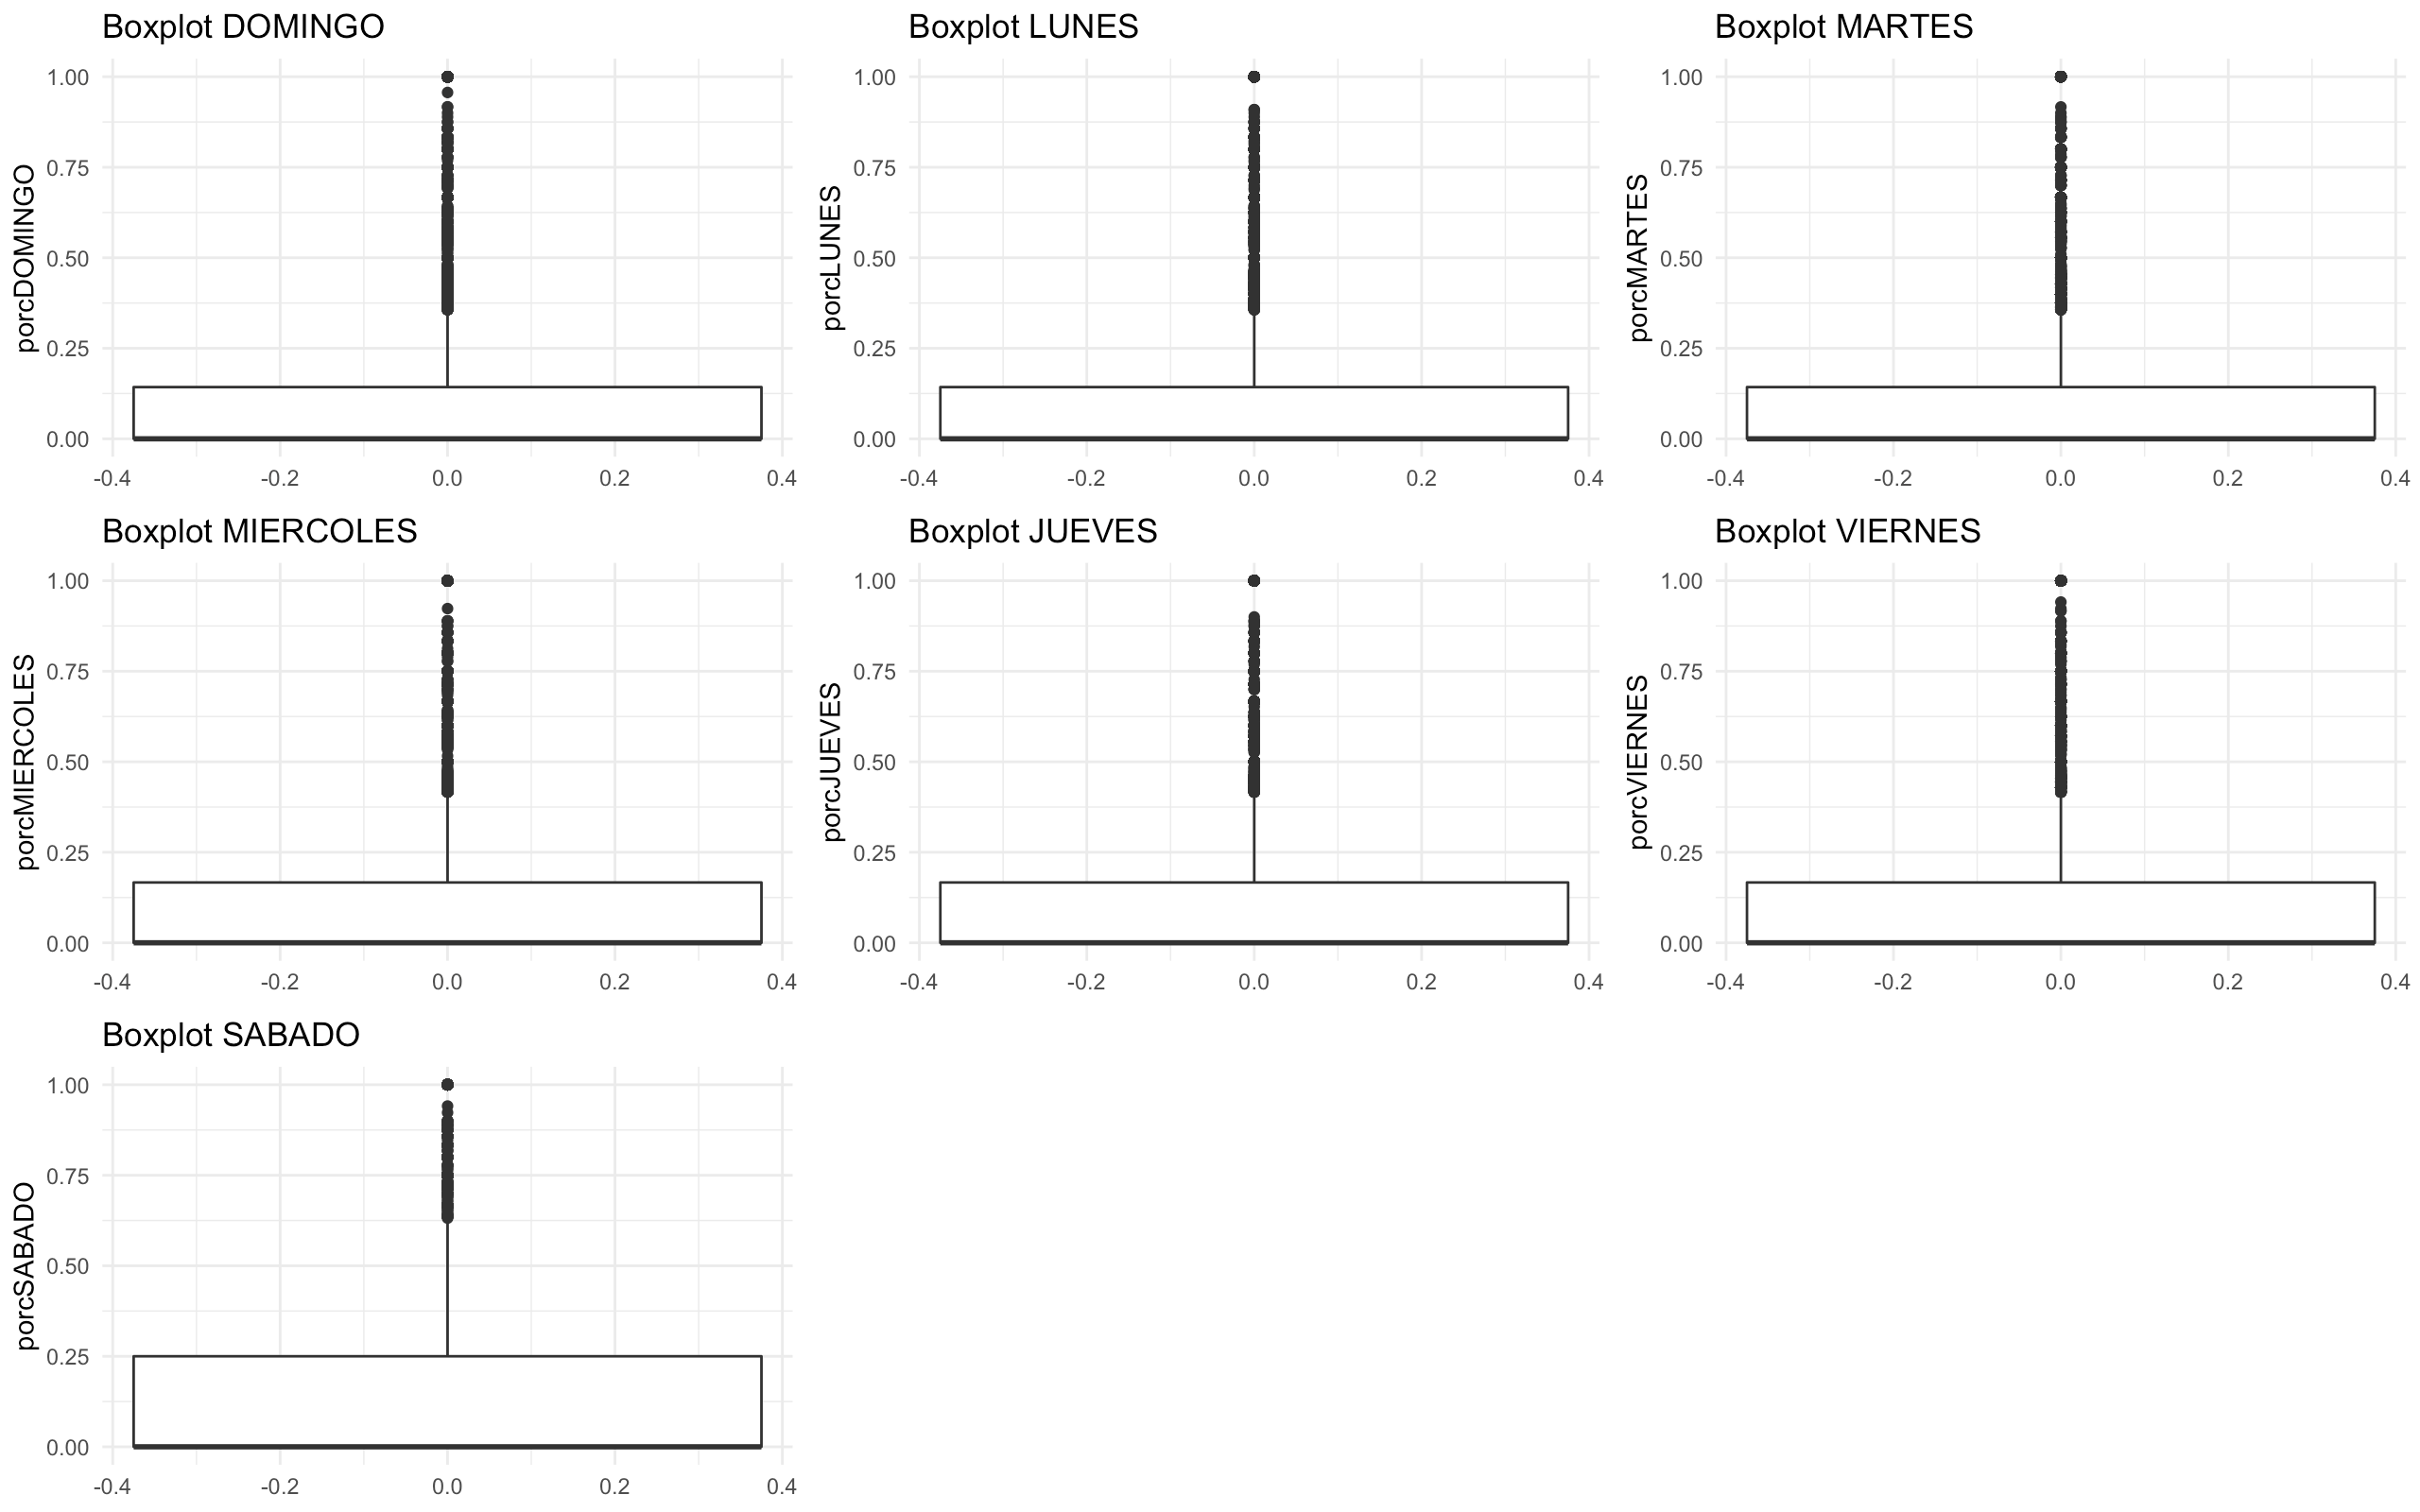 Boxplot DOMINGO
porcDOMINGO
1.00
0.75
0.50
0.25
0.00
-0.4 -0.2 0.0 0.2 0.4
Boxplot LUNES
porcLUNES
1.00
0.75
0.50
0.25
0.00
-0.4 -0.2 0.0 0.2 0.4
Boxplot MARTES
porcMARTES
1.00
0.75
0.50
0.25
0.00
-0.4 -0.2 0.0 0.2 0.4
Boxplot MIERCOLES
porcMIERCOLES
1.00
0.75
0.50
0.25
0.00
-0.4 -0.2 0.0 0.2 0.4
Boxplot JUEVES
porcJUEVES
1.00
0.75
0.50
0.25
0.00
-0.4 -0.2 0.0 0.2 0.4
Boxplot VIERNES
porcVIERNES
1.00
0.75
0.50
0.25
0.00
-0.4 -0.2 0.0 0.2 0.4
Boxplot SABADO
porcSABADO
1.00
0.75
0.50
0.25
0.00
-0.4 -0.2 0.0 0.2 0.4